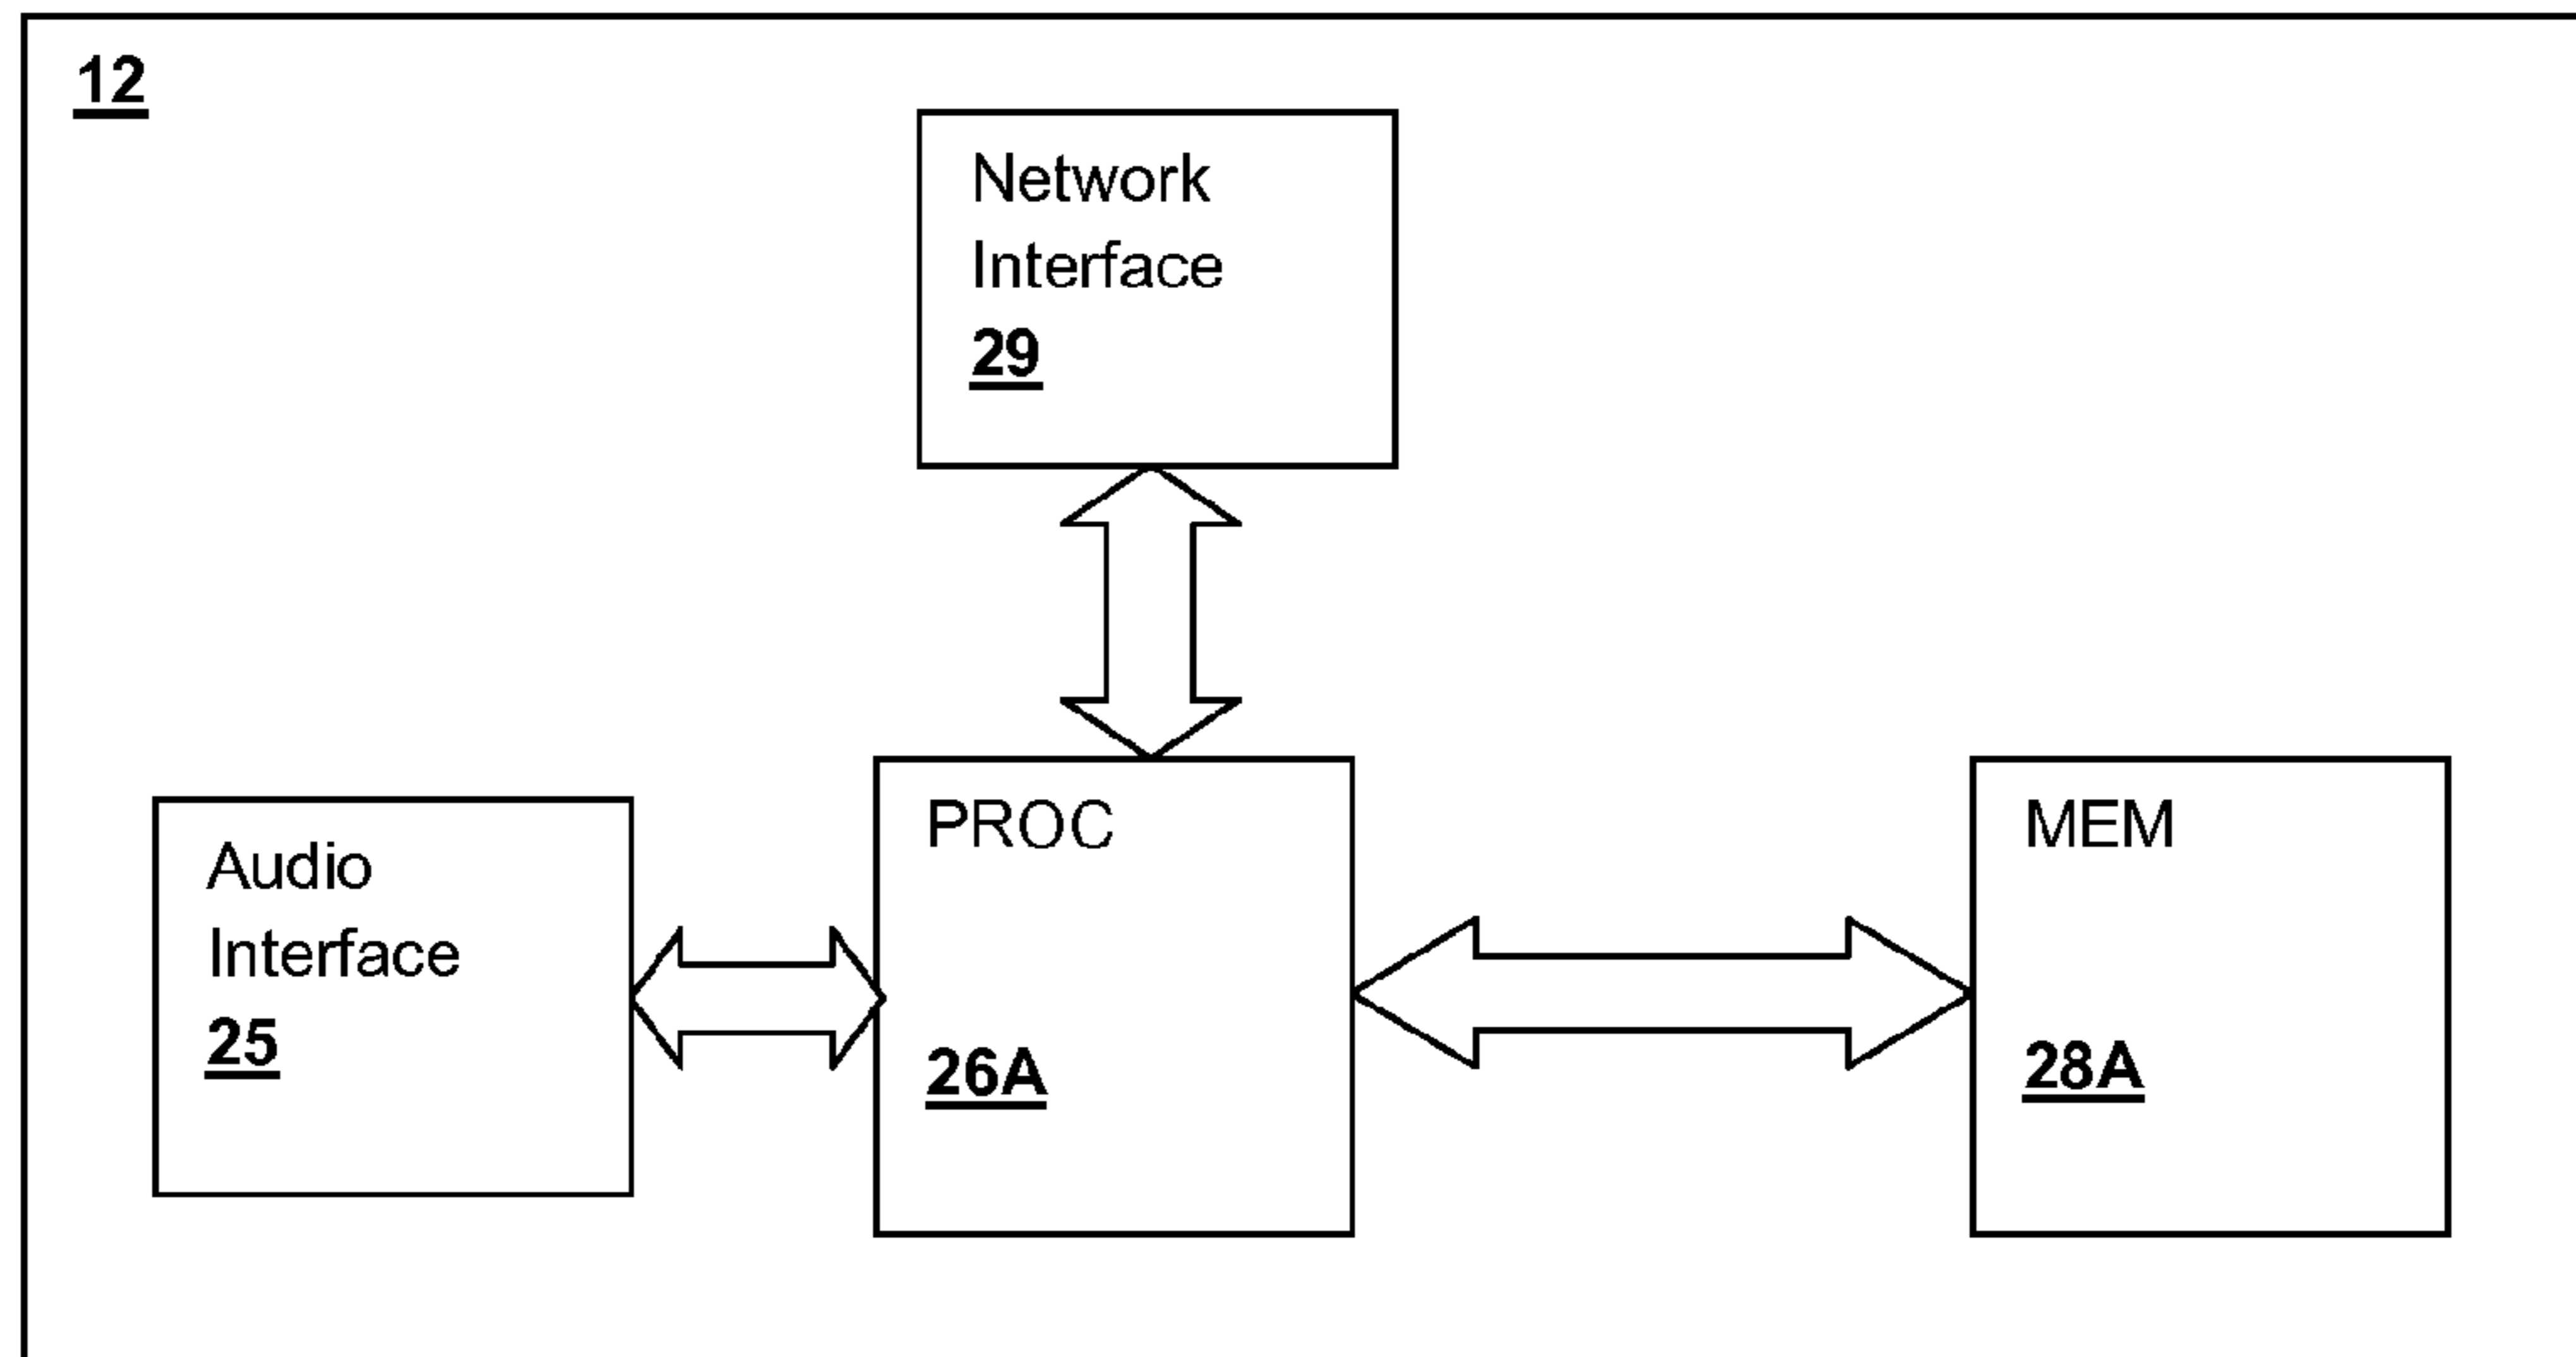 12
Network
Interface
29
Audio
Interface
25
PROC
26A
MEM
28A